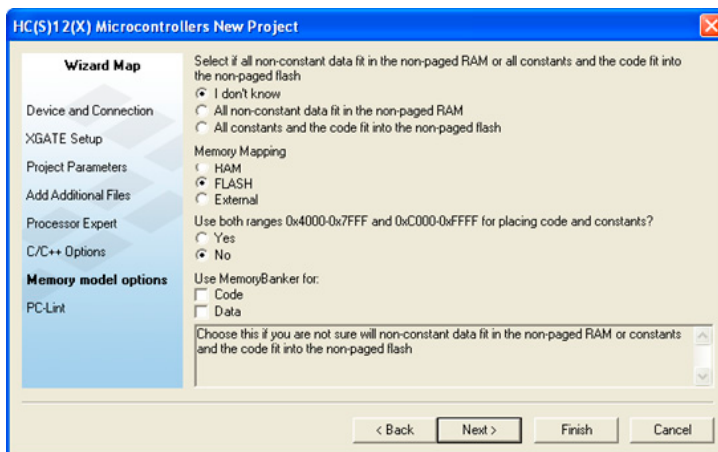 HC(S)12(X) Microcontrollers New Project
Wizard Map
Device and Connection
XGATE Setup
Project Parameters
Add Additional Files
Processor Expert
C/C++ Options
Memory model options
PC-Lint
Select if all non-constant data fit in the non-paged RAM or all constants and the code fit into
the non-paged flash
I don't know
All non-constant data fit in the non-paged RAM
All constants and the code fit into the non-paged flash
Memory Mapping
RAM
FLASH
External
Use both ranges 0x4000-0x7FFF and 0xC000-0xFFFF for placing code and constants?
Yes
No
Use MemoryBanker for:
Code
Data
Choose this if you are not sure will non-constant data fit in the non-paged RAM or constants
and the code fit into the non-paged flash
< Back
Next >
Finish
Cancel